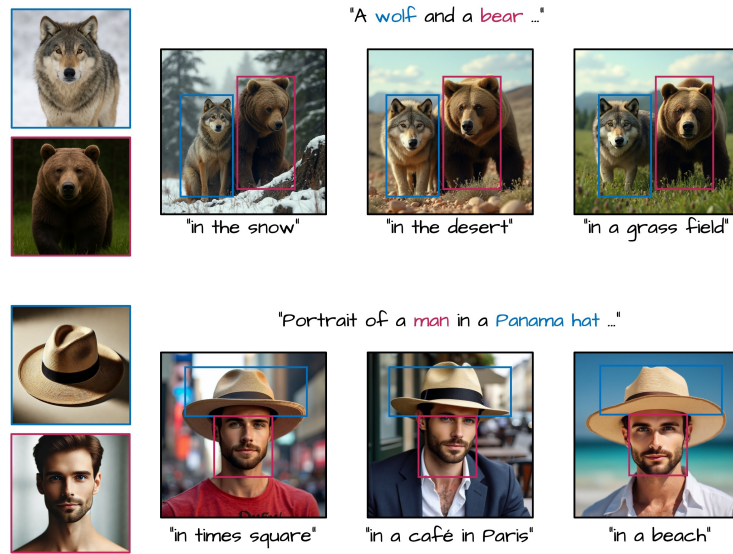 "A wolf and a bear ..."
"in the snow"
"in the desert"
"in a grass field"
"Portrait of a man in a Panama hat ..."
"in times square"
"in a café in Paris"
"in a beach"